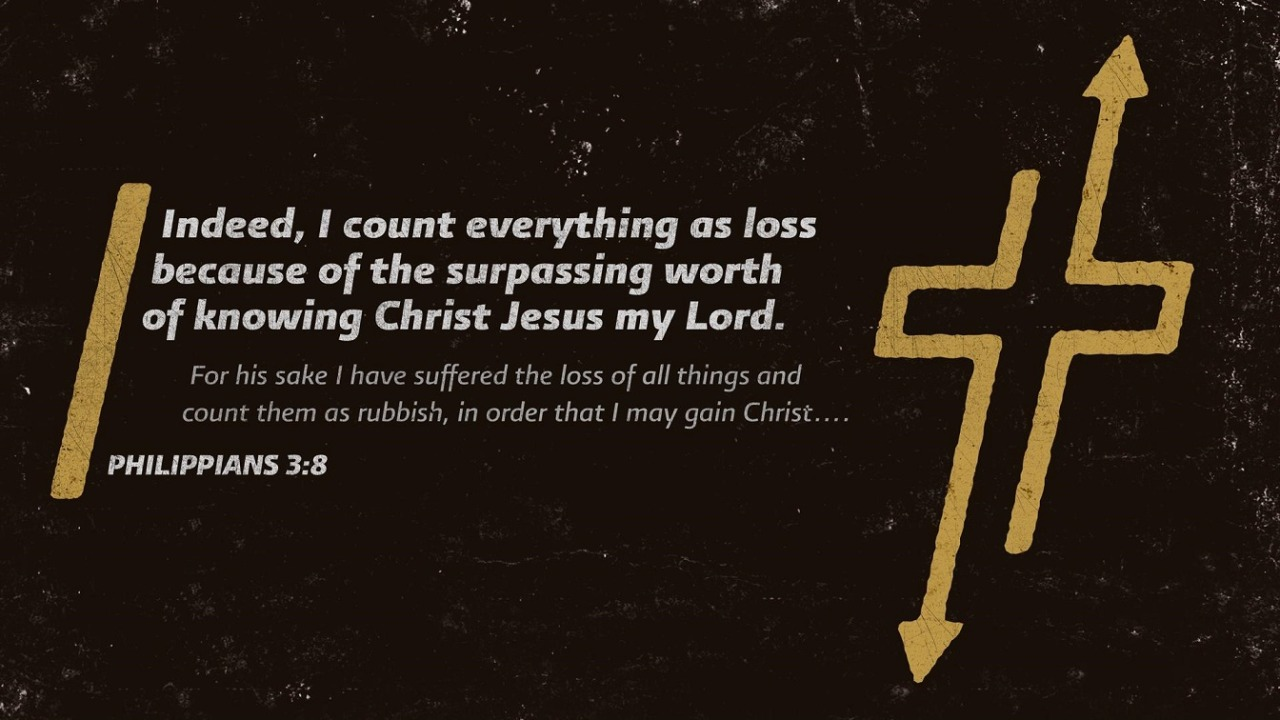 Indeed, I count everything as loss
because of the surpassing worth
of knowing Christ Jesus my Lord.
For his sake I have suffered the loss of all things and
count them as rubbish, in order that I may gain Christ....
PHILIPPIANS 3:8